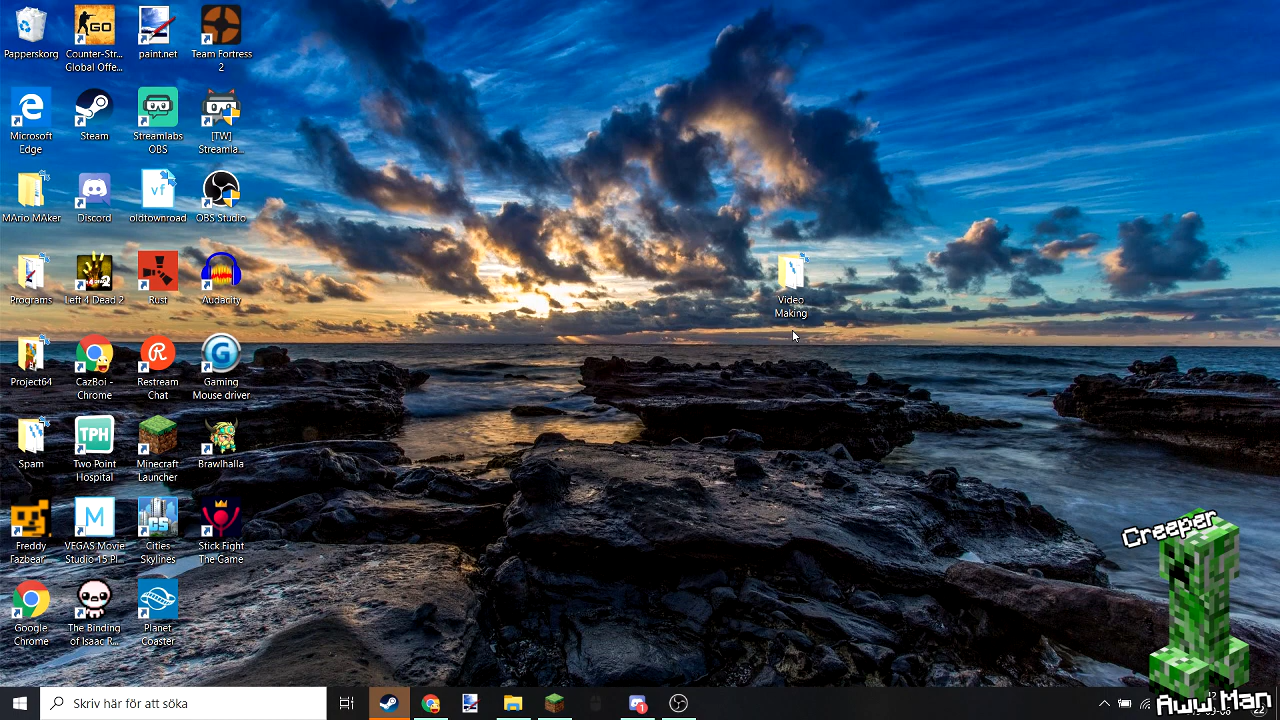 Papperskorg
Counter-Str...
Global Offe...
paint.net
Team Fortress
2
Microsoft
Edge
Steam
Streamlabs
OBS
[TW]
Streamla...
MArio MAker
Discord
oldtownroad
OBS Studio
Programs
Left 4 Dead 2
Rust
Audacity
Video
Making
Project64
CazBoi -
Chrome
Restream
Chat
Gaming
Mouse driver
Spam
Two Point
Hospital
Minecraft
Launcher
Brawlhalla
Freddy
Fazbear...
VEGAS Movie
Studio 15 Pl...
Cities-
Skylines
Stick Fight
The Game
Google
Chrome
The Binding
of Isaac R...
Planet
Coaster
Creeper
Aww Man
Skriv här för att söka